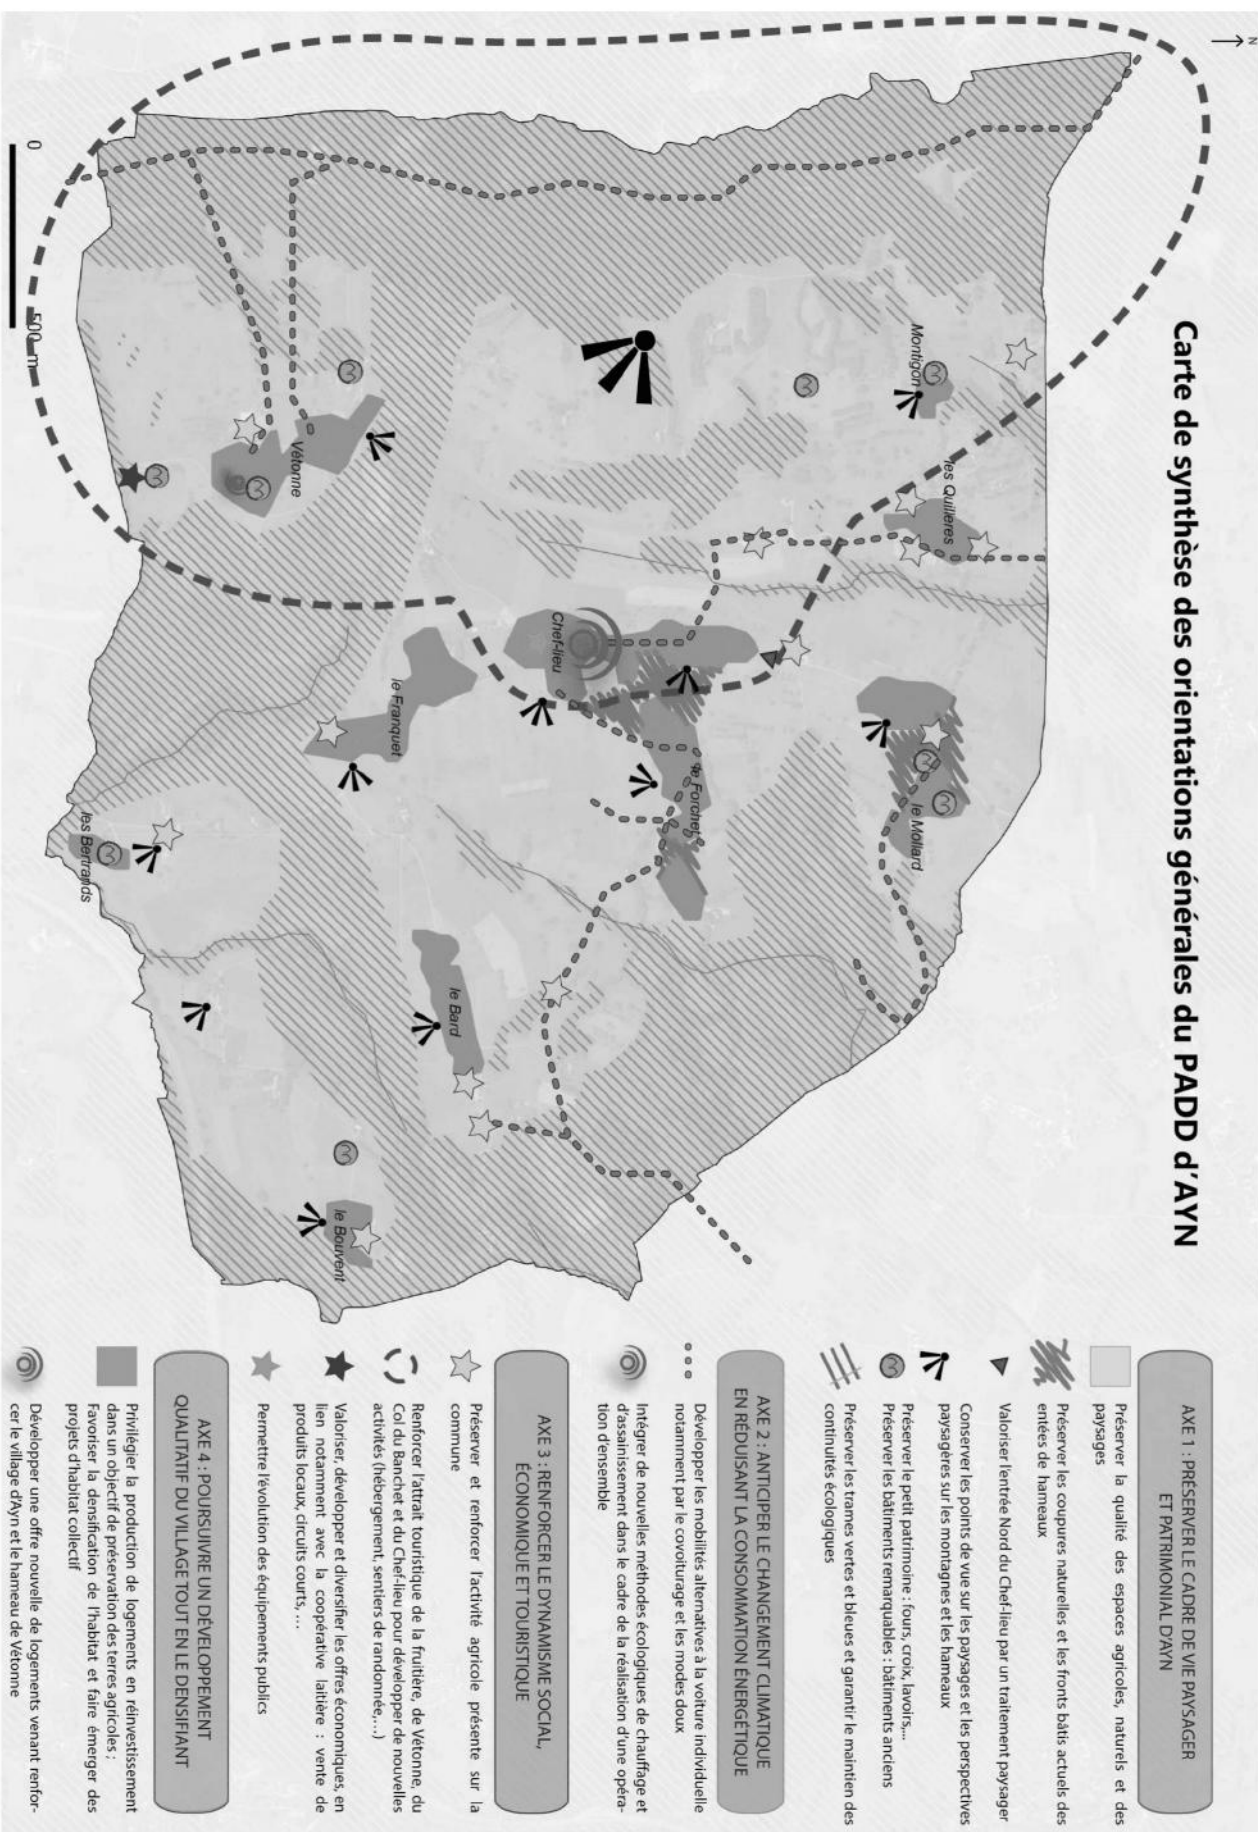 Carte de synthèse des orientations générales du PADD d'AYN
N
Montigon
les Quilleres
le Mollard
Vétonne
Chef-lieu
le Forchet
le Franquet
les Bertrands
le Bard
le Bouvent
0
500 m
AXE 1 : PRÉSERVER LE CADRE DE VIE PAYSAGER
ET PATRIMONIAL D'AYN
Préserver la qualité des espaces agricoles, naturels et des
paysages
Préserver les coupures naturelles et les fronts bâtis actuels des
entées de hameaux
Valoriser l'entrée Nord du Chef-lieu par un traitement paysager
Conserver les points de vue sur les paysages et les perspectives
paysagères sur les montagnes et les hameaux
Préserver le petit patrimoine : fours, croix, lavoirs,...
Préserver les bâtiments remarquables : bâtiments anciens
Préserver les trames vertes et bleues et garantir le maintien des
continuités écologiques
AXE 2 : ANTICIPER LE CHANGEMENT CLIMATIQUE
EN RÉDUISANT LA CONSOMMATION ÉNERGÉTIQUE
Développer les mobilités alternatives à la voiture individuelle
notamment par le covoiturage et les modes doux
Intégrer de nouvelles méthodes écologiques de chauffage et
d'assainissement dans le cadre de la réalisation d'une opéra-
tion d'ensemble
AXE 3 : RENFORCER LE DYNAMISME SOCIAL,
ÉCONOMIQUE ET TOURISTIQUE
Préserver et renforcer l'activité agricole présente sur la
commune
Renforcer l'attrait touristique de la fruitière, de Vétonne, du
Col du Banchet et du Chef-lieu pour développer de nouvelles
activités (hébergement, sentiers de randonnée,...)
Valoriser, développer et diversifier les offres économiques, en
lien notamment avec la coopérative laitière : vente de
produits locaux, circuits courts, ...
Permettre l'évolution des équipements publics
AXE 4 : POURSUIVRE UN DÉVELOPPEMENT
QUALITATIF DU VILLAGE TOUT EN LE DENSIFIANT
Privilégier la production de logements en réinvestissement
dans un objectif de préservation des terres agricoles ;
Favoriser la densification de l'habitat et faire émerger des
projets d'habitat collectif
Développer une offre nouvelle de logements venant renfor-
cer le village d'Ayn et le hameau de Vétonne